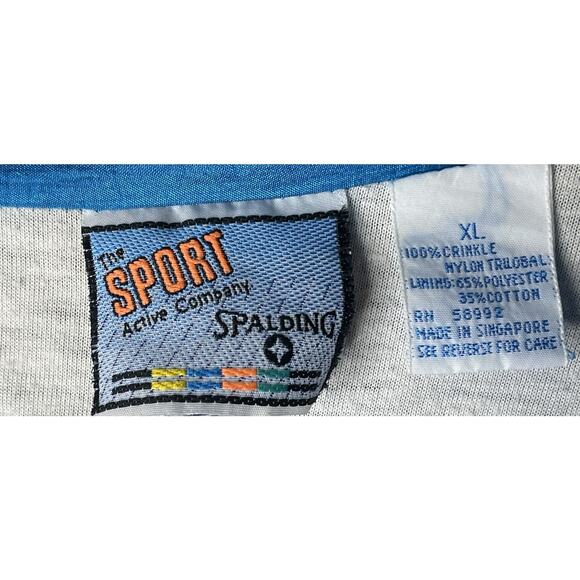 The
SPORT
Active Company
SPALDING
XL
100% CRINKLE
NYLON TRILOBAL
LINING: 65% POLYESTER
35% COTTON
RN 58992
MADE IN SINGAPORE
SEE REVERSE FOR CARE